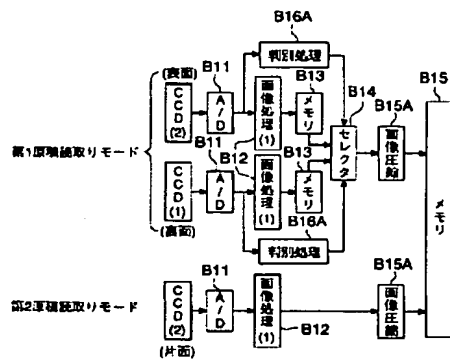 B16A
判別処理
(表面)
B11
B13
B14
B15
CCD(2)
A/D
画像処理(1)
メモリ
B15A
第1原稿読取りモード
B11
B12
B13
セレクタ
画像圧縮
メモリ
CCD(1)
A/D
画像処理(1)
メモリ
(裏面)
B16A
判別処理
B11
B15A
第2原稿読取りモード
CCD(2)
A/D
画像処理(1)
画像圧縮
B12
(片面)